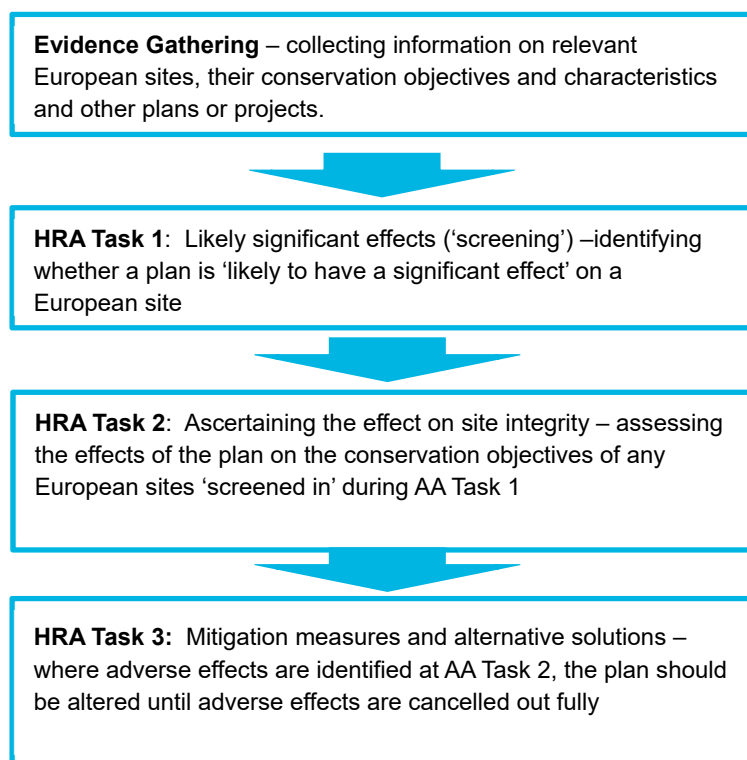 Evidence Gathering – collecting information on relevant
European sites, their conservation objectives and characteristics
and other plans or projects.
HRA Task 1:  Likely significant effects (‘screening’) –identifying
whether a plan is ‘likely to have a significant effect’ on a
European site
HRA Task 2:  Ascertaining the effect on site integrity – assessing
the effects of the plan on the conservation objectives of any
European sites ‘screened in’ during AA Task 1
HRA Task 3:  Mitigation measures and alternative solutions –
where adverse effects are identified at AA Task 2, the plan should
be altered until adverse effects are cancelled out fully